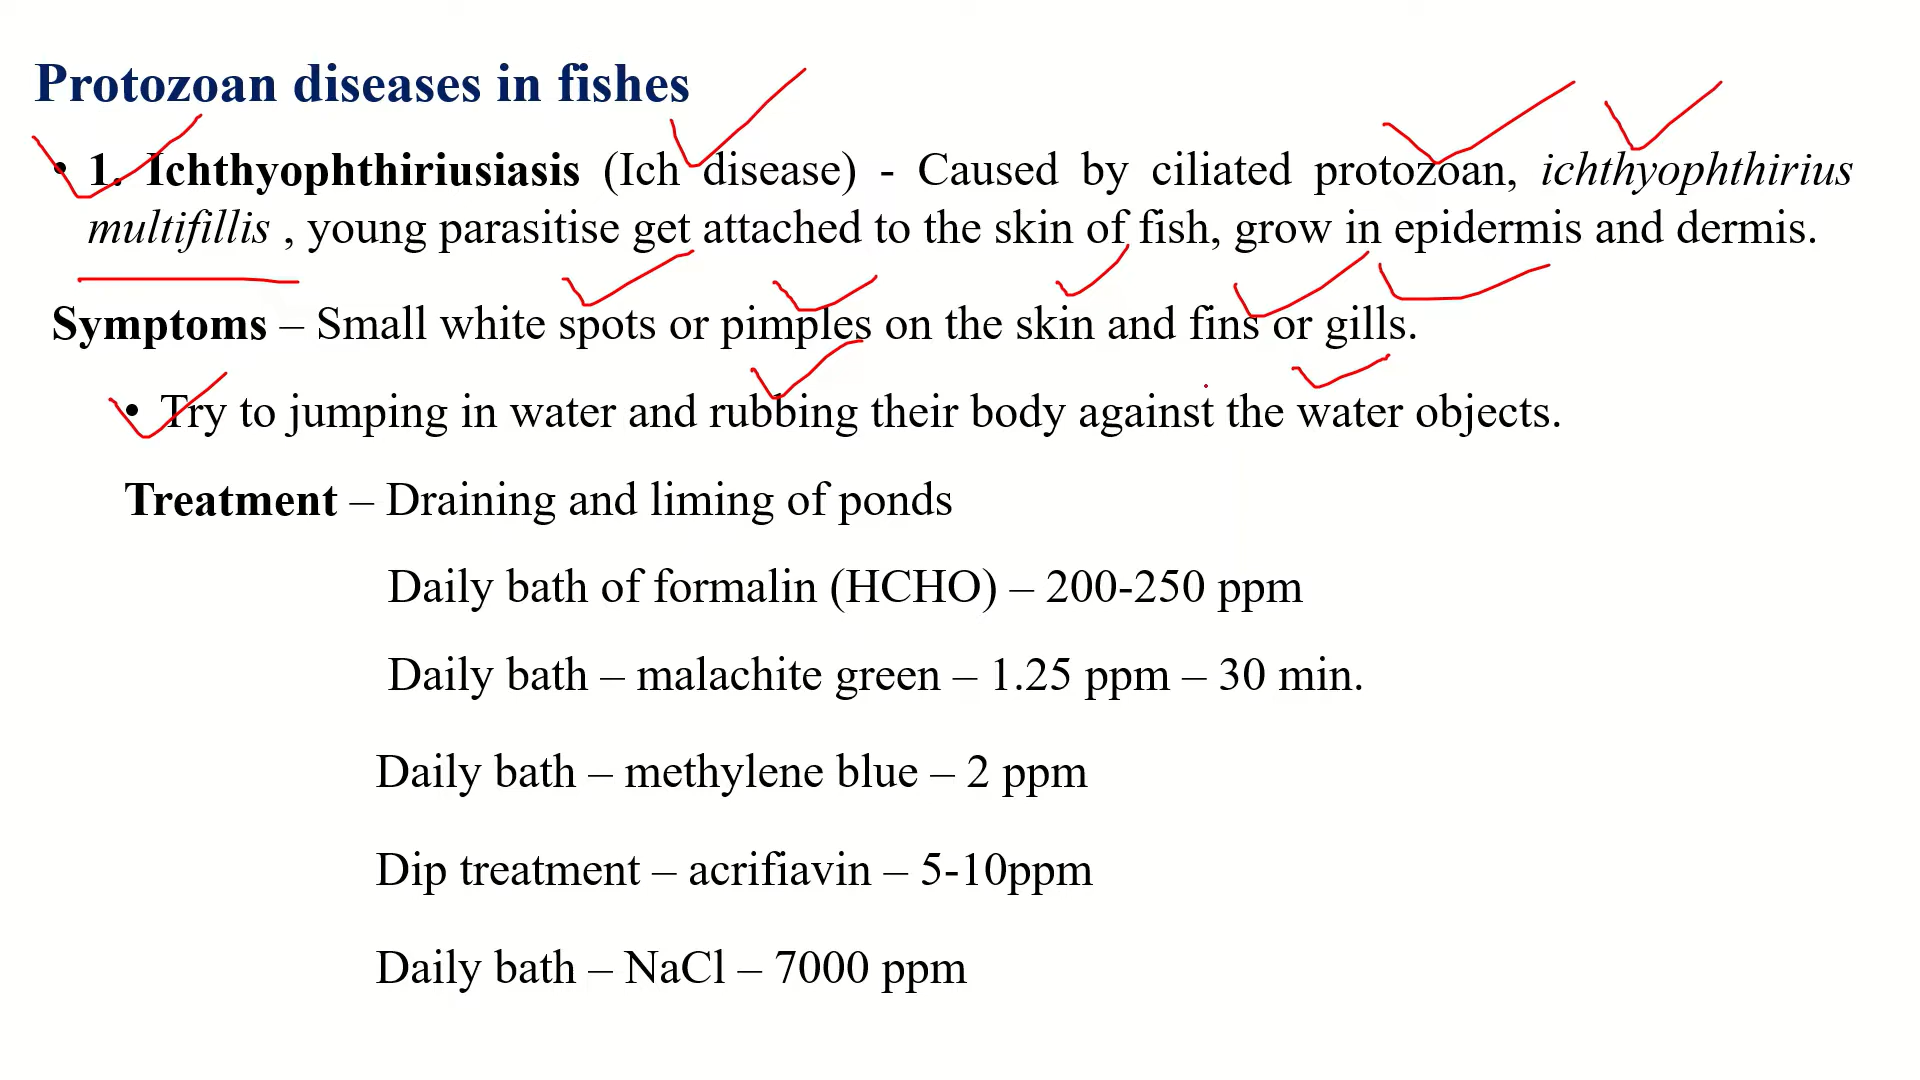 Protozoan diseases in fishes
• 1. Ichthyophthiriusiasis (Ich disease) - Caused by ciliated protozoan, ichthyophthirius
multifillis , young parasitise get attached to the skin of fish, grow in epidermis and dermis.
Symptoms – Small white spots or pimples on the skin and fins or gills.
• Try to jumping in water and rubbing their body against the water objects.
Treatment – Draining and liming of ponds
Daily bath of formalin (HCHO) – 200-250 ppm
Daily bath – malachite green – 1.25 ppm – 30 min.
Daily bath – methylene blue – 2 ppm
Dip treatment – acrifiavin – 5-10ppm
Daily bath – NaCl – 7000 ppm